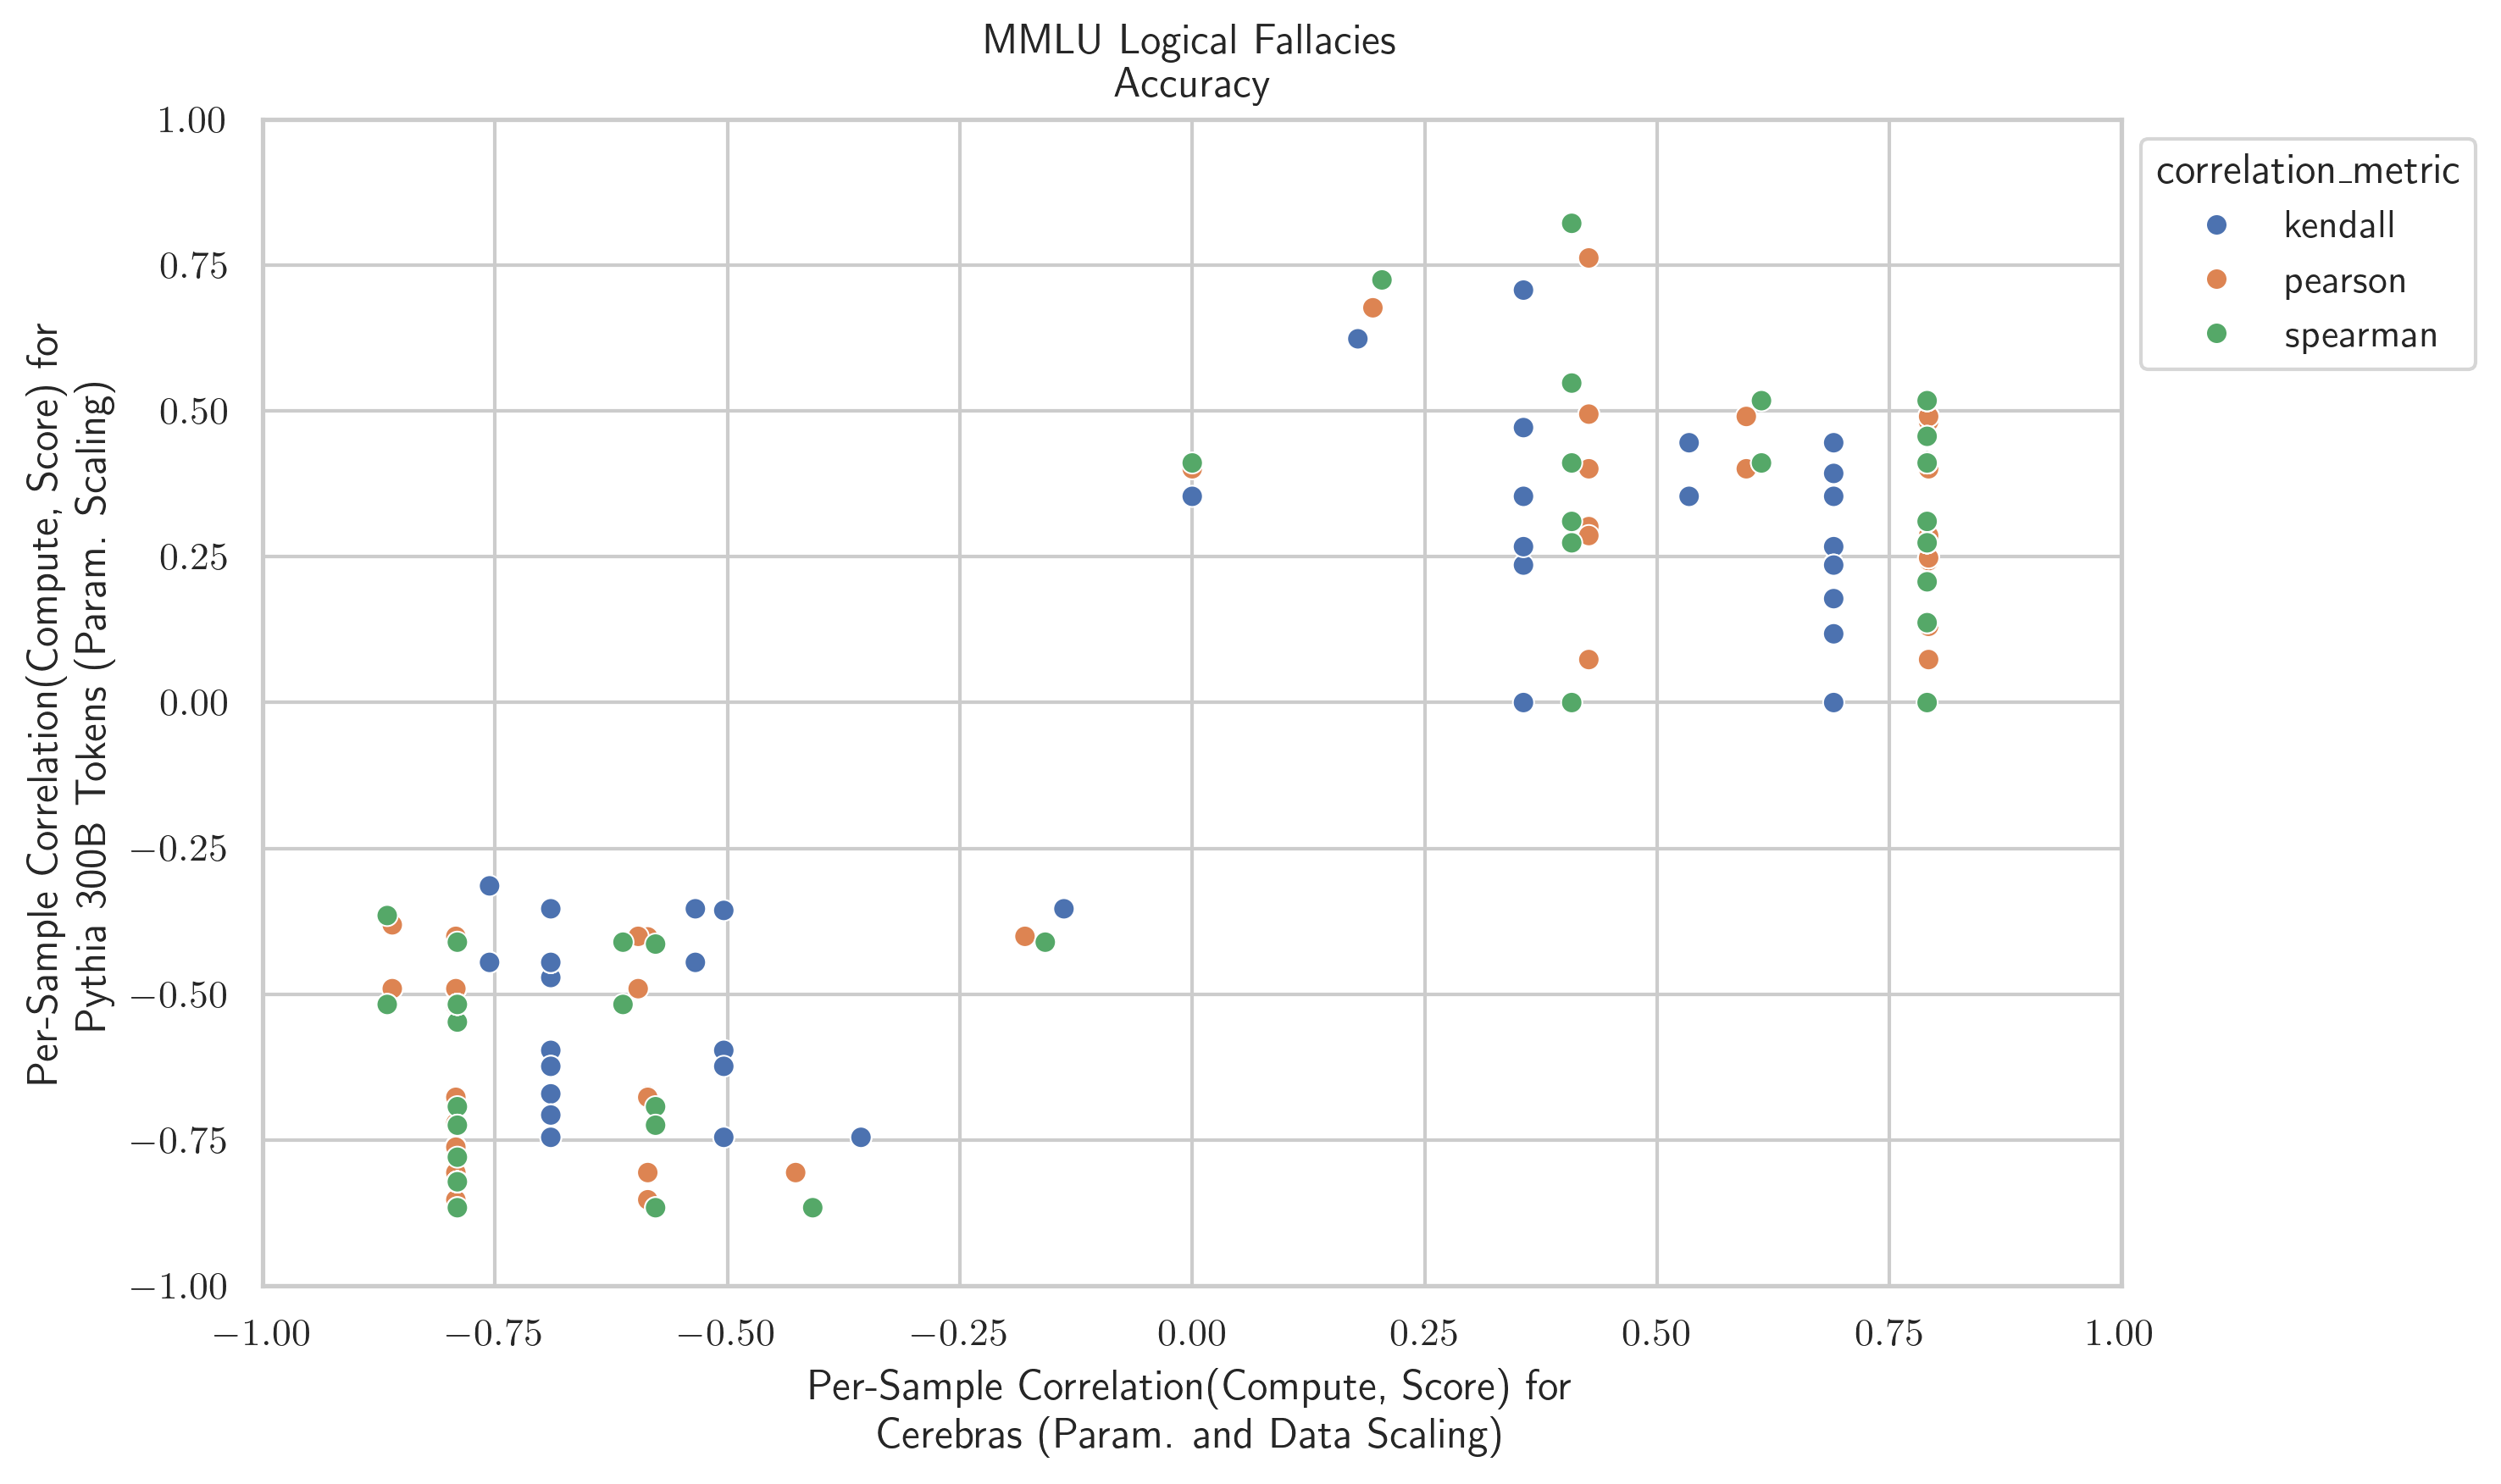 MMLU Logical Fallacies
Accuracy
Per-Sample Correlation(Compute, Score) for
Pythia 300B Tokens (Param. Scaling)
1.00
0.75
0.50
0.25
0.00
−0.25
−0.50
−0.75
−1.00
−1.00
−0.75
−0.50
−0.25
0.00
0.25
0.50
0.75
1.00
Per-Sample Correlation(Compute, Score) for
Cerebras (Param. and Data Scaling)
correlation_metric
kendall
pearson
spearman